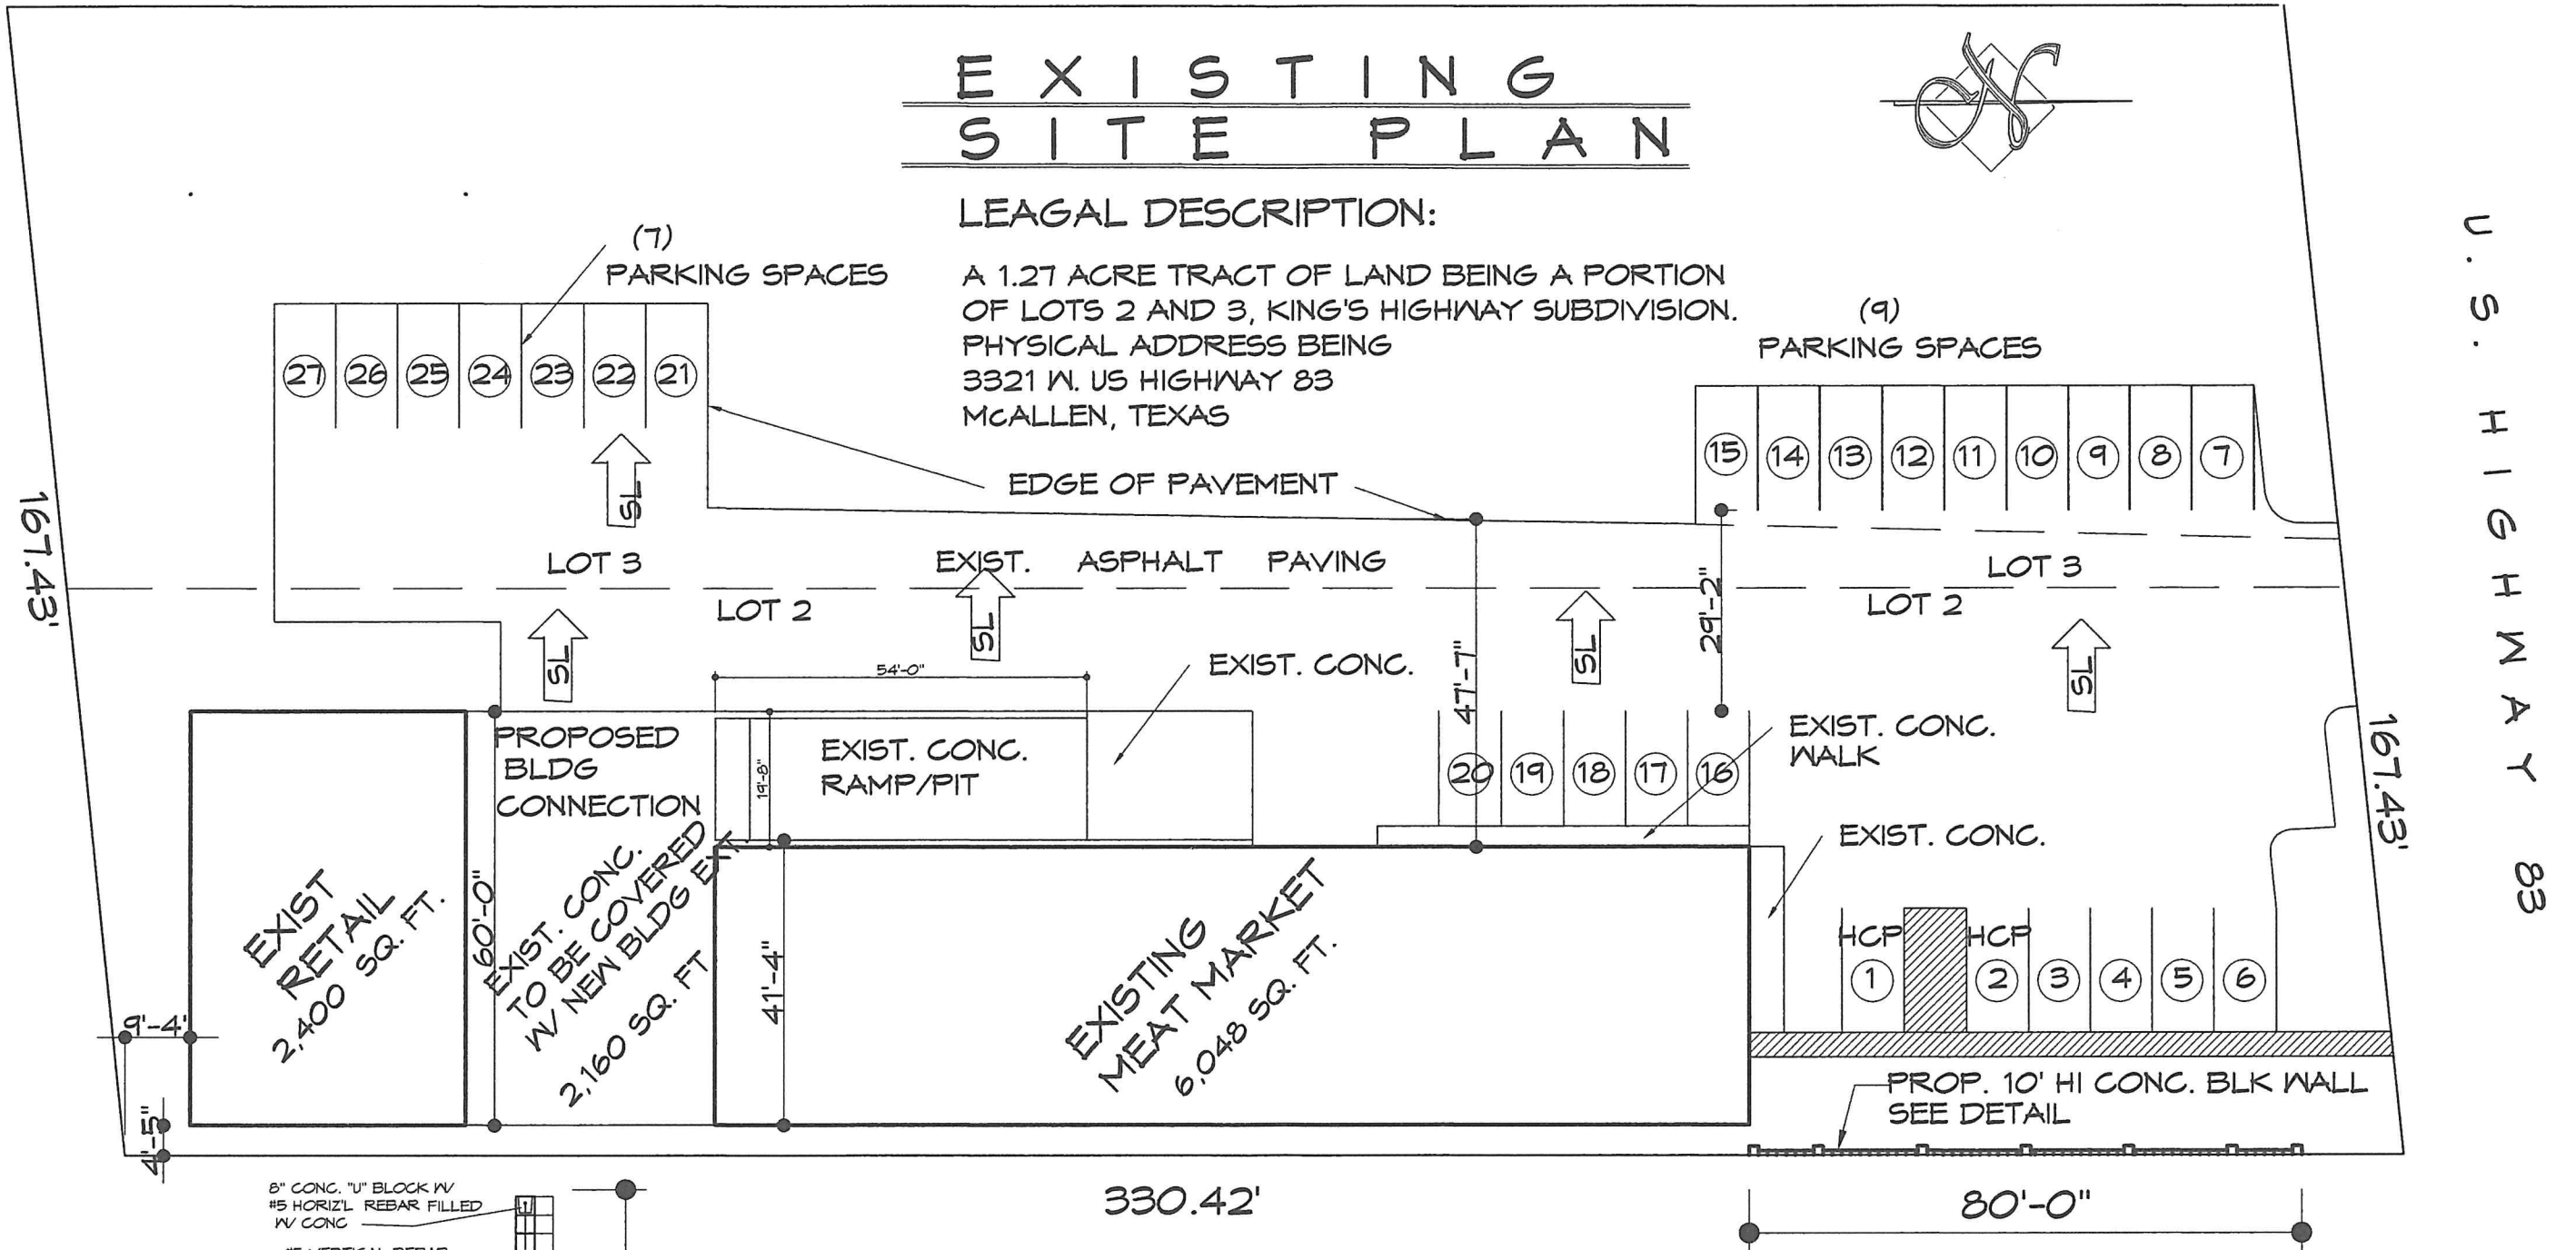 EXISTING
SITE PLAN
LEAGAL DESCRIPTION:
A 1.27 ACRE TRACT OF LAND BEING A PORTION
OF LOTS 2 AND 3, KING'S HIGHWAY SUBDIVISION.
PHYSICAL ADDRESS BEING
3321 W. US HIGHWAY 83
McALLEN, TEXAS
N
U.S. HIGHWAY 83
(7)
PARKING SPACES
27 26 25 24 23 22 21
(9)
PARKING SPACES
15 14 13 12 11 10 9 8 7
EDGE OF PAVEMENT
SL
167.43'
LOT 3
EXIST. ASPHALT PAVING
LOT 3
LOT 2
LOT 2
SL
SL
SL
SL
29'-2"
47'-7"
54'-0"
EXIST. CONC.
PROPOSED
BLDG
CONNECTION
EXIST. CONC.
RAMP/PIT
19'-8"
20 19 18 17 16
EXIST. CONC.
WALK
167.43'
EXIST. CONC.
EXIST
RETAIL
2,400 SQ. FT.
60'-0"
EXIST. CONC.
TO BE COVERED
W/ NEW BLDG EXT
2,160 SQ. FT
41'-4"
EXISTING
MEAT MARKET
6,048 SQ. FT.
HCP HCP
1 2 3 4 5 6
9'-4"
4'-5"
PROP. 10' HI CONC. BLK WALL
SEE DETAIL
330.42'
80'-0"
8" CONC. "U" BLOCK W/
#5 HORIZ'L REBAR FILLED
W/ CONC
#5 VERTICAL REBAR